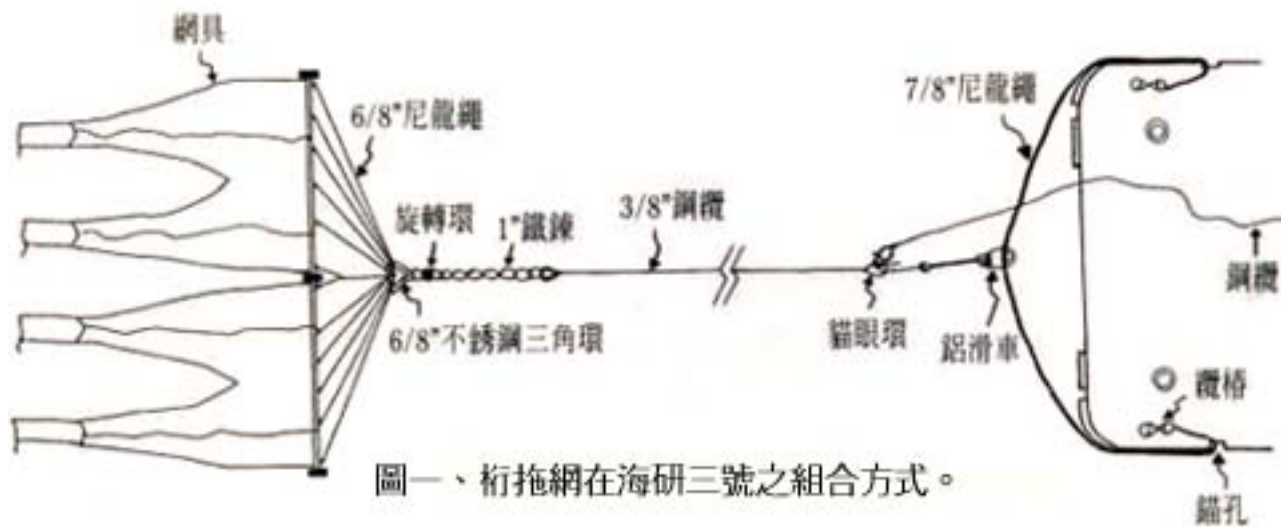 網具
6/8”尼龍繩
旋轉環
1”鐵鍊
3/8”鋼纜
7/8”尼龍繩
鋼纜
貓眼環
鋁滑車
6/8”不銹鋼三角環
纜樁
錨孔
圖一、桁拖網在海研三號之組合方式。